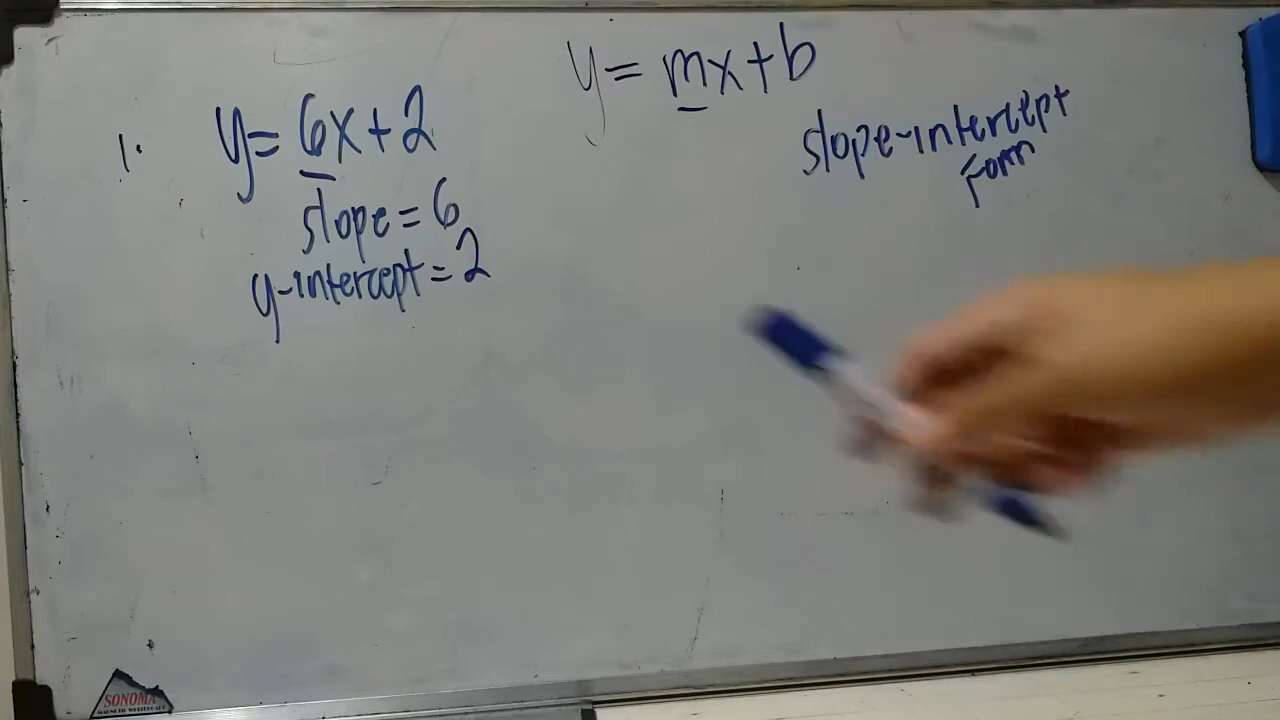 y = mx + b
slope-intercept
Form
1. y = 6x + 2
slope = 6
y-intercept = 2
SONOMA